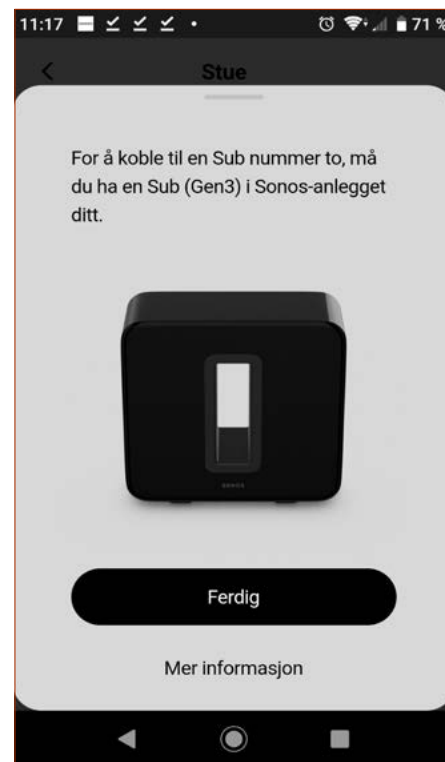 11:17
71 %
Stue
For å koble til en Sub nummer to, må
du ha en Sub (Gen3) i Sonos-anlegget
ditt.
SONOS
Ferdig
Mer informasjon